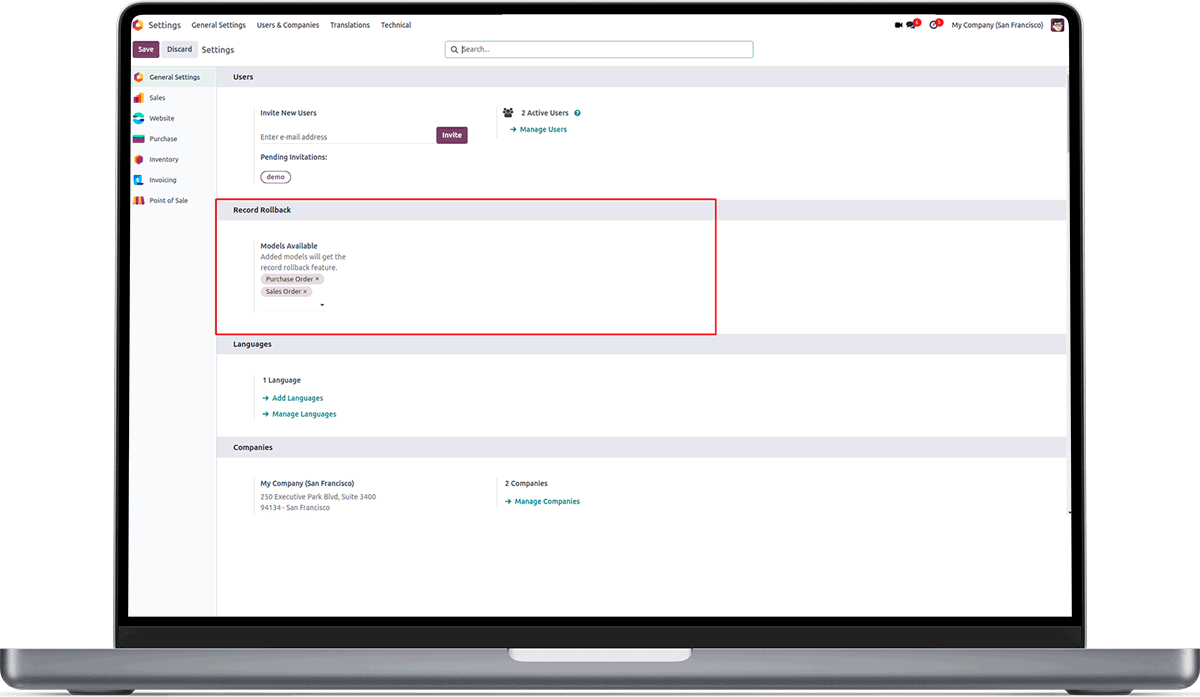 Settings General Settings Users & Companies Translations Technical 5 5 My Company (San Francisco)
Save Discard Settings Search...
General Settings
Sales
Website
Purchase
Inventory
Invoicing
Point of Sale
Users
Invite New Users
Enter e-mail address Invite
Pending Invitations:
demo
2 Active Users ?
→ Manage Users
Record Rollback
Models Available
Added models will get the
record rollback feature.
Purchase Order ×
Sales Order ×
Languages
1 Language
→ Add Languages
→ Manage Languages
Companies
My Company (San Francisco)
250 Executive Park Blvd, Suite 3400
94134 - San Francisco
2 Companies
→ Manage Companies